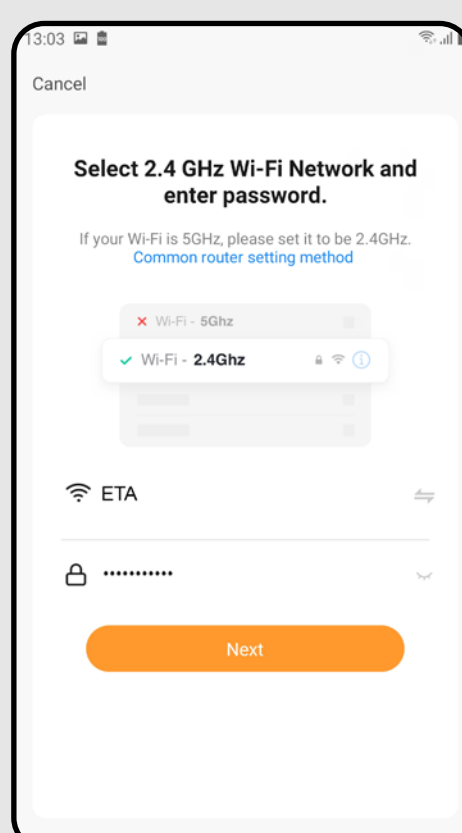 13:03
Cancel
Select 2.4 GHz Wi-Fi Network and
enter password.
If your Wi-Fi is 5GHz, please set it to be 2.4GHz.
Common router setting method
Wi-Fi - 5Ghz
Wi-Fi - 2.4Ghz
ETA
•••••••••••
Next